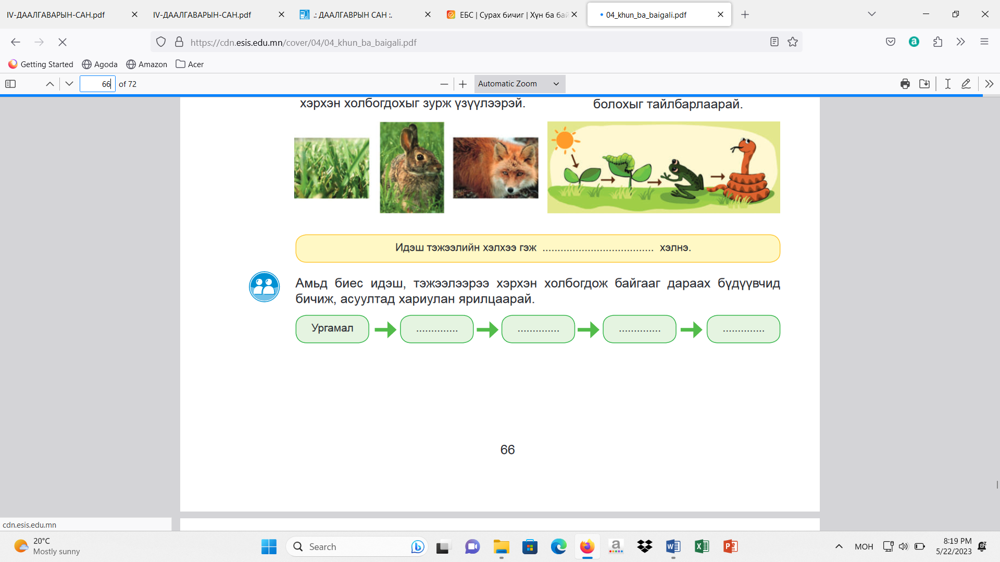 IV-ДААЛГАВАРЫН-САН.pdf
IV-ДААЛГАВАРЫН-САН.pdf
.: ДААЛГАВРЫН САН :.
ЕБС | Сурах бичиг | Хүн ба бай
04_khun_ba_baigali.pdf
https://cdn.esis.edu.mn/cover/04/04_khun_ba_baigali.pdf
a
Getting Started
Agoda
Amazon
Acer
66 of 72
Automatic Zoom
хэрхэн холбогдохыг зурж үзүүлээрэй.
болохыг тайлбарлаарай.
Идэш тэжээлийн хэлхээ гэж ..................................... хэлнэ.
Амьд биес идэш, тэжээлээрээ хэрхэн холбогдож байгааг дараах бүдүүвчид
бичиж, асуултад хариулан ярилцаарай.
Ургамал
..............
..............
..............
..............
66
cdn.esis.edu.mn
20°C
Mostly sunny
Search
a
МОН
8:19 PM
5/22/2023